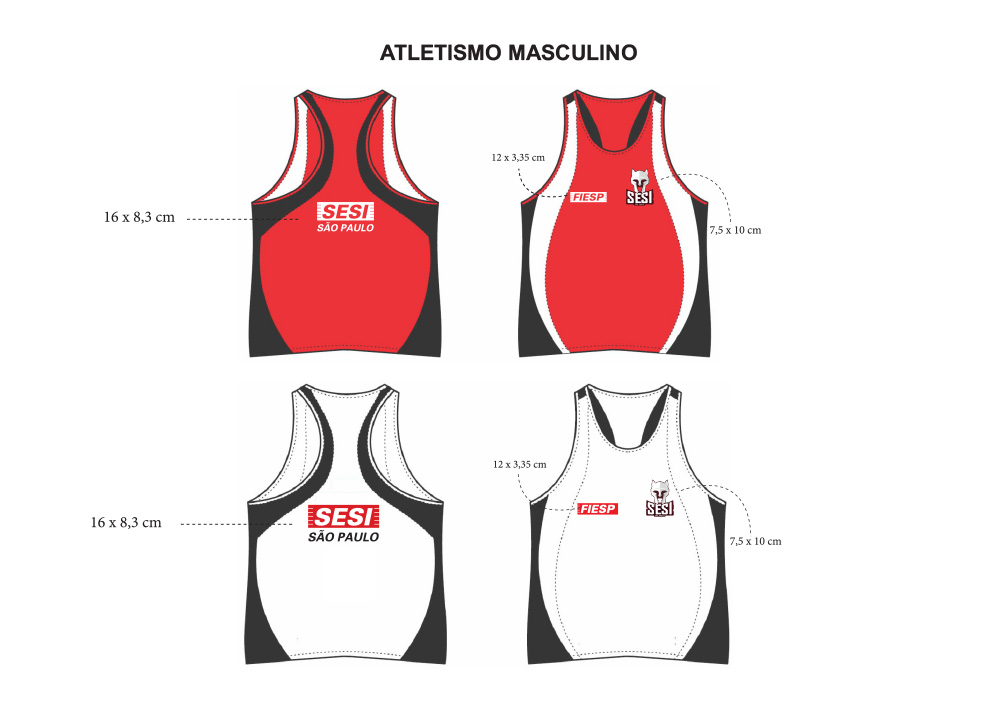 ATLETISMO MASCULINO
12 x 3,35 cm
16 x 8,3 cm
SESI
SÃO PAULO
FIESP
SESI
7,5 x 10 cm
12 x 3,35 cm
16 x 8,3 cm
SESI
SÃO PAULO
FIESP
SESI
7,5 x 10 cm